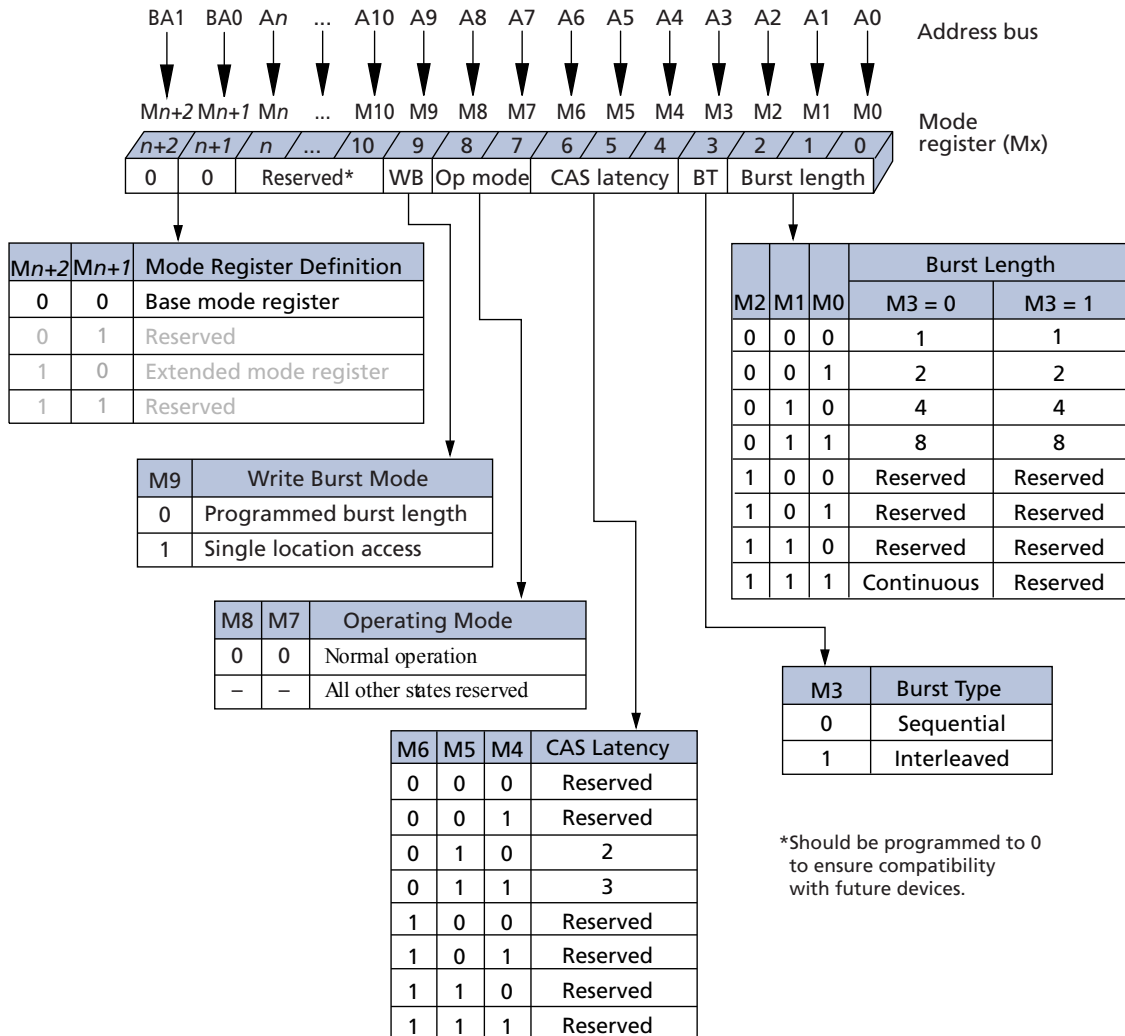 BA1 BA0 An ... A10 A9 A8 A7 A6 A5 A4 A3 A2 A1 A0 Address bus
Mn+2 Mn+1 Mn ... M10 M9 M8 M7 M6 M5 M4 M3 M2 M1 M0 Mode
register (Mx)
n+2 n+1 n ... 10 9 8 7 6 5 4 3 2 1 0
0 0 Reserved* WB Op mode CAS latency BT Burst length
Mn+2 Mn+1 Mode Register Definition
0 0 Base mode register
0 1 Reserved
1 0 Extended mode register
1 1 Reserved
Burst Length
M2 M1 M0 M3 = 0 M3 = 1
0 0 0 1 1
0 0 1 2 2
0 1 0 4 4
0 1 1 8 8
1 0 0 Reserved Reserved
1 0 1 Reserved Reserved
1 1 0 Reserved Reserved
1 1 1 Continuous Reserved
M9 Write Burst Mode
0 Programmed burst length
1 Single location access
M8 M7 Operating Mode
0 0 Normal operation
– – All other states reserved
M3 Burst Type
0 Sequential
1 Interleaved
M6 M5 M4 CAS Latency
0 0 0 Reserved
0 0 1 Reserved
0 1 0 2
0 1 1 3
1 0 0 Reserved
1 0 1 Reserved
1 1 0 Reserved
1 1 1 Reserved
*Should be programmed to 0
to ensure compatibility
with future devices.